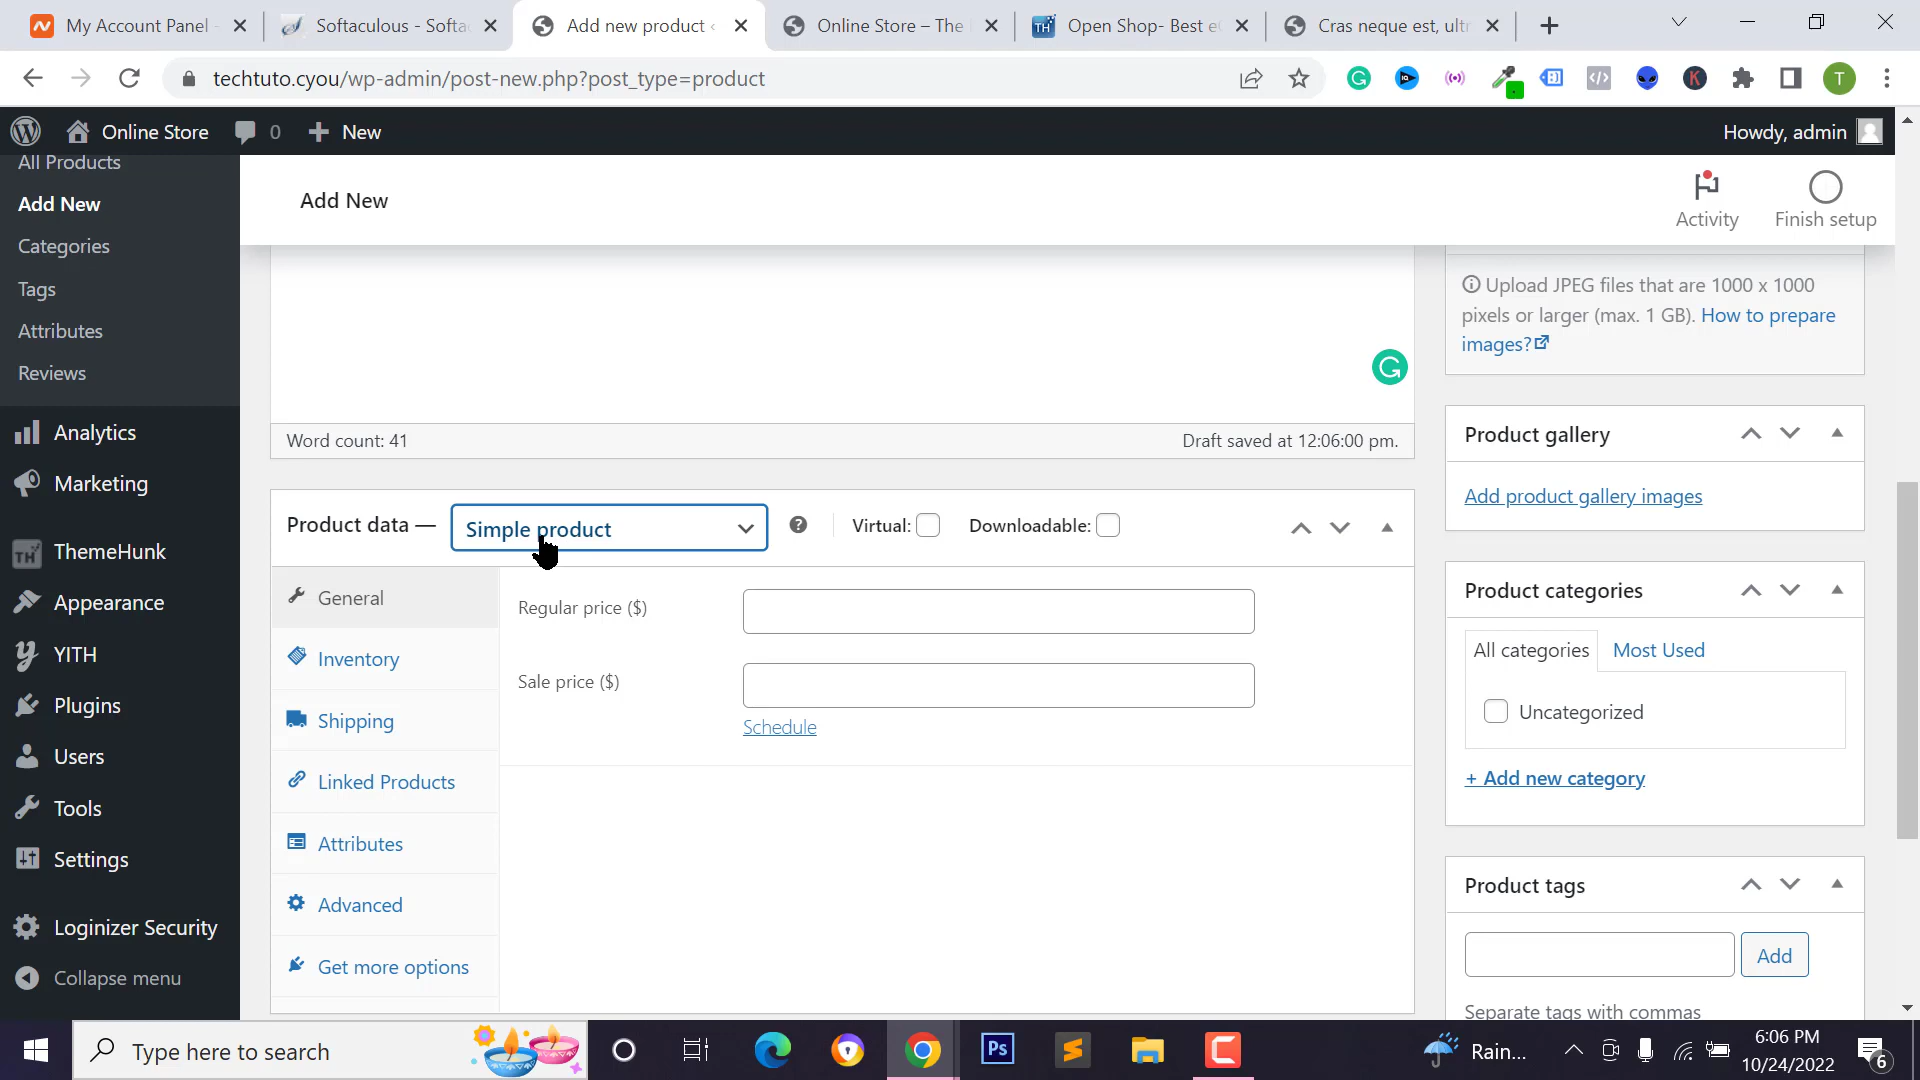 My Account Panel -
Softaculous - Softa
Add new product ‹
Online Store – The
Open Shop- Best e
Cras neque est, ultr
techtuto.cyou/wp-admin/post-new.php?post_type=product
Online Store
0
New
Howdy, admin
All Products
Add New
Categories
Tags
Attributes
Reviews
Analytics
Marketing
ThemeHunk
Appearance
YITH
Plugins
Users
Tools
Settings
Loginizer Security
Collapse menu
Add New
Activity
Finish setup
Word count: 41
Draft saved at 12:06:00 pm.
Product data —
Simple product
Virtual:
Downloadable:
General
Inventory
Shipping
Linked Products
Attributes
Advanced
Get more options
Regular price ($)
Sale price ($)
Schedule
Upload JPEG files that are 1000 x 1000
pixels or larger (max. 1 GB). How to prepare
images?
Product gallery
Add product gallery images
Product categories
All categories
Most Used
Uncategorized
+ Add new category
Product tags
Add
Separate tags with commas
Type here to search
Rain...
6:06 PM
10/24/2022
6